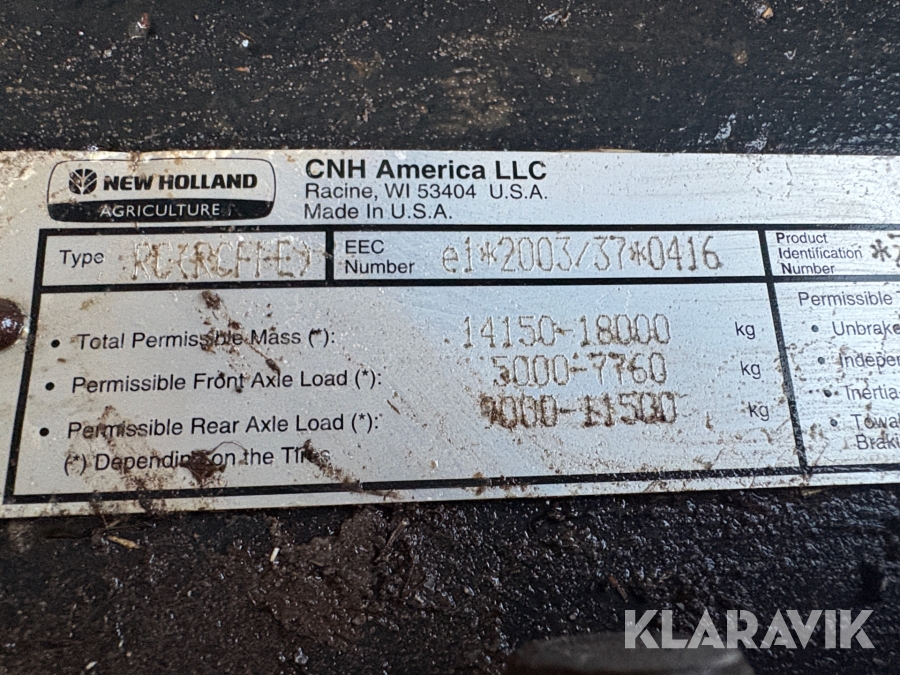 NEW HOLLAND
AGRICULTURE
CNH America LLC
Racine, WI 53404 U.S.A.
Made In U.S.A.
Type
EEC Number e1*2003/37*0416
Product Identification Number
• Total Permissible Mass (*): 14150-18000 kg
• Permissible Front Axle Load (*): 5000-7760 kg
• Permissible Rear Axle Load (*): 9000-11500 kg
(*) Depending on the Tires
Permissible
• Unbrake
• Indepen
• Inertia-
• Towa
Braki
KLARAVIK